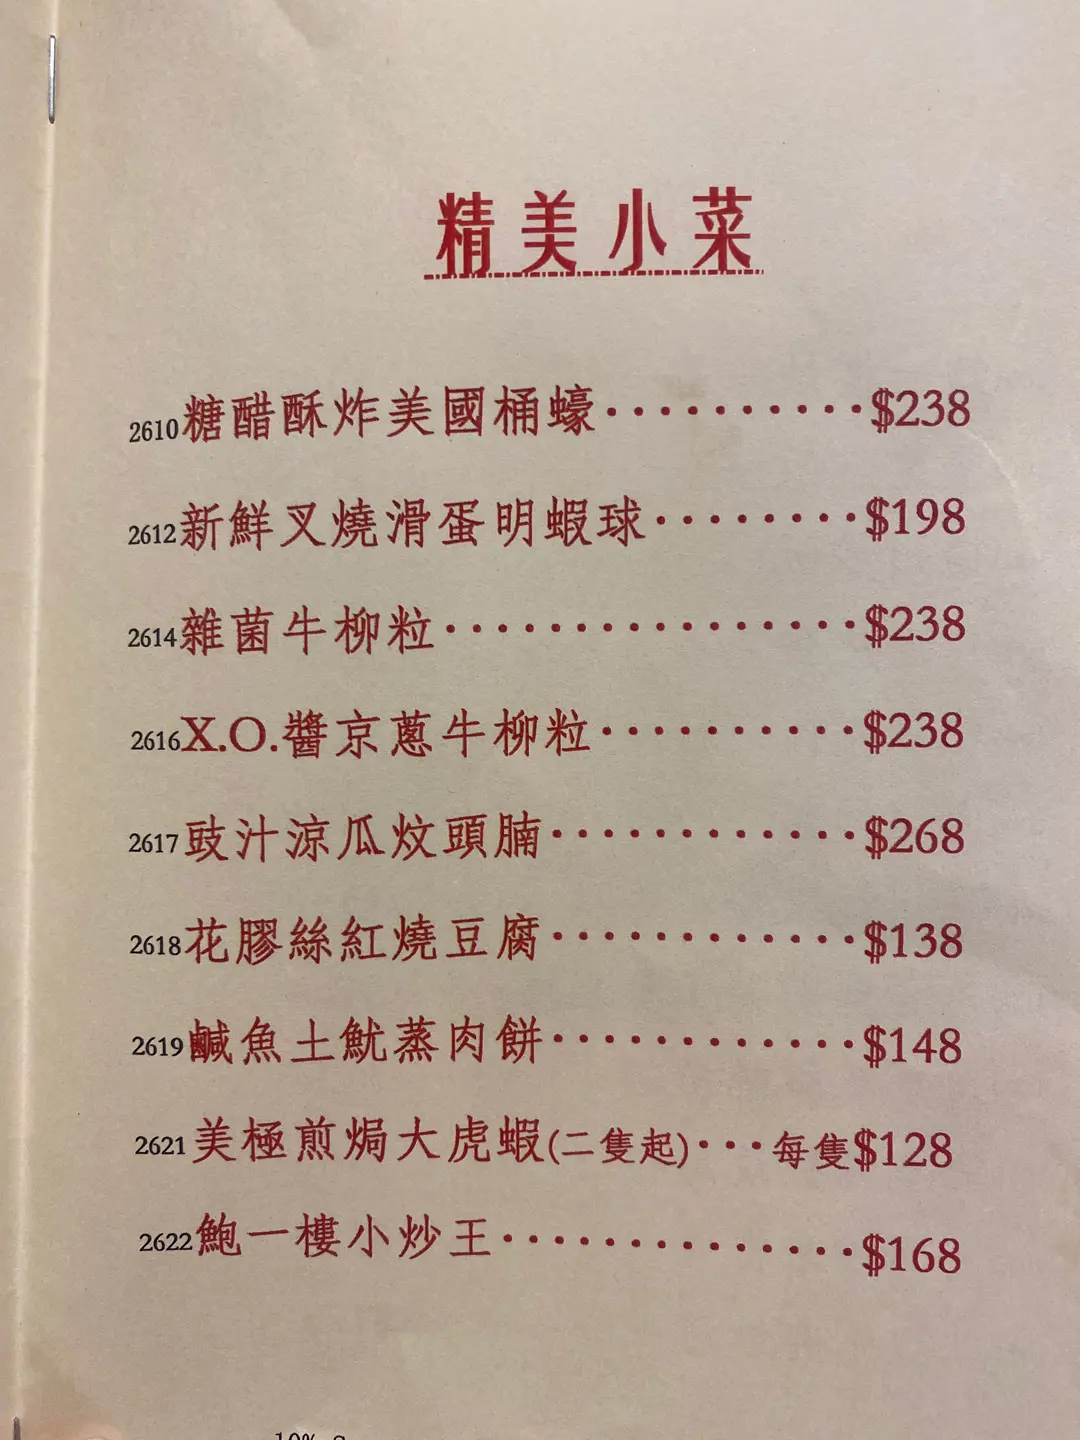 精美小菜
2610糖醋酥炸美國桶蠔··········$238
2612新鮮叉燒滑蛋明蝦球········$198
2614雜菌牛柳粒················$238
2616X.O.醬京蔥牛柳粒··········$238
2617豉汁涼瓜炆頭腩············$268
2618花膠絲紅燒豆腐············$138
2619鹹魚土魷蒸肉餅············$148
2621美極煎焗大虎蝦(二隻起)···每隻$128
2622鮑一樓小炒王··············$168
10%